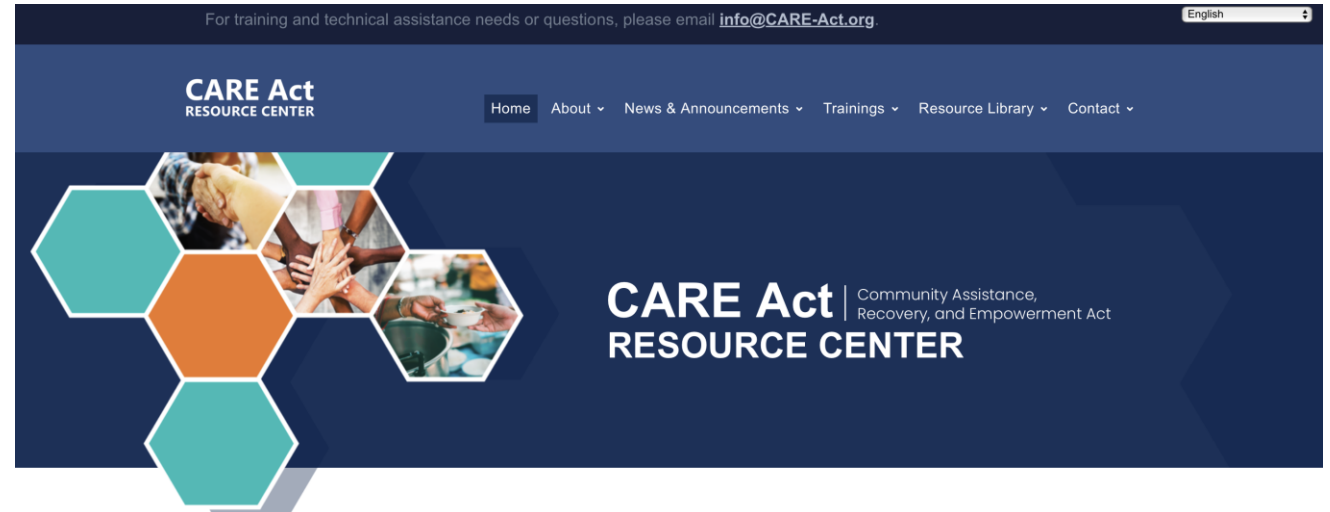 For training and technical assistance needs or questions, please email info@CARE-Act.org.
English
CARE Act
RESOURCE CENTER
Home About News & Announcements Trainings Resource Library Contact
CARE Act
Community Assistance,
Recovery, and Empowerment Act
RESOURCE CENTER